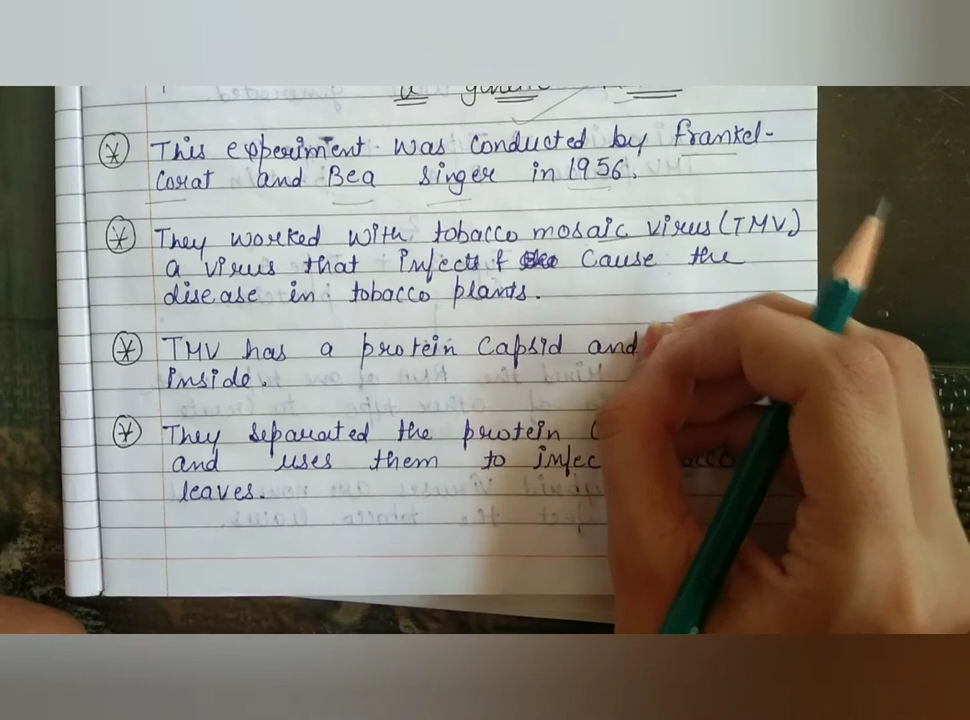 This experiment was conducted by frankel-
Corat and Bea singer in 1956.
They worked with tobacco mosaic virus (TMV)
a virus that infects & cause the
disease in tobacco plants.
TMV has a protein capsid and
inside.
They separated the protein
and uses them to infec
leaves.